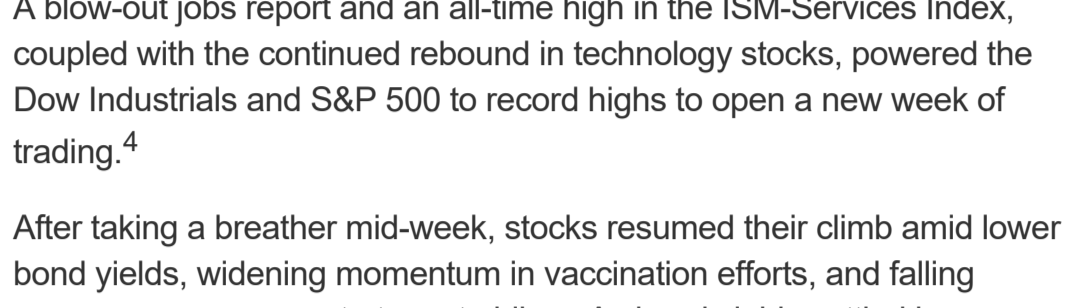 A blow-out jobs report and an all-time high in the ISM-Services Index,
coupled with the continued rebound in technology stocks, powered the
Dow Industrials and S&P 500 to record highs to open a new week of
trading.4
After taking a breather mid-week, stocks resumed their climb amid lower
bond yields, widening momentum in vaccination efforts, and falling